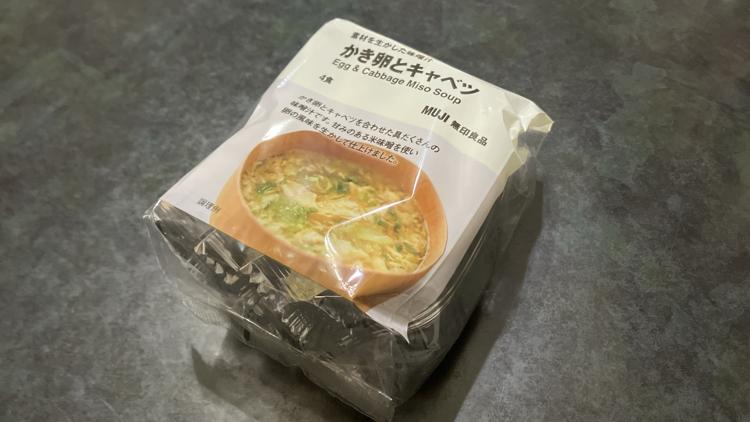 素材を生かした味噌汁
かき卵とキャベツ
Egg & Cabbage Miso Soup
4食
MUJI 無印良品
かき卵とキャベツを合わせた具だくさんの
味噌汁です。甘みのある米味噌を使い
卵の風味を生かして仕上げました。
調理例